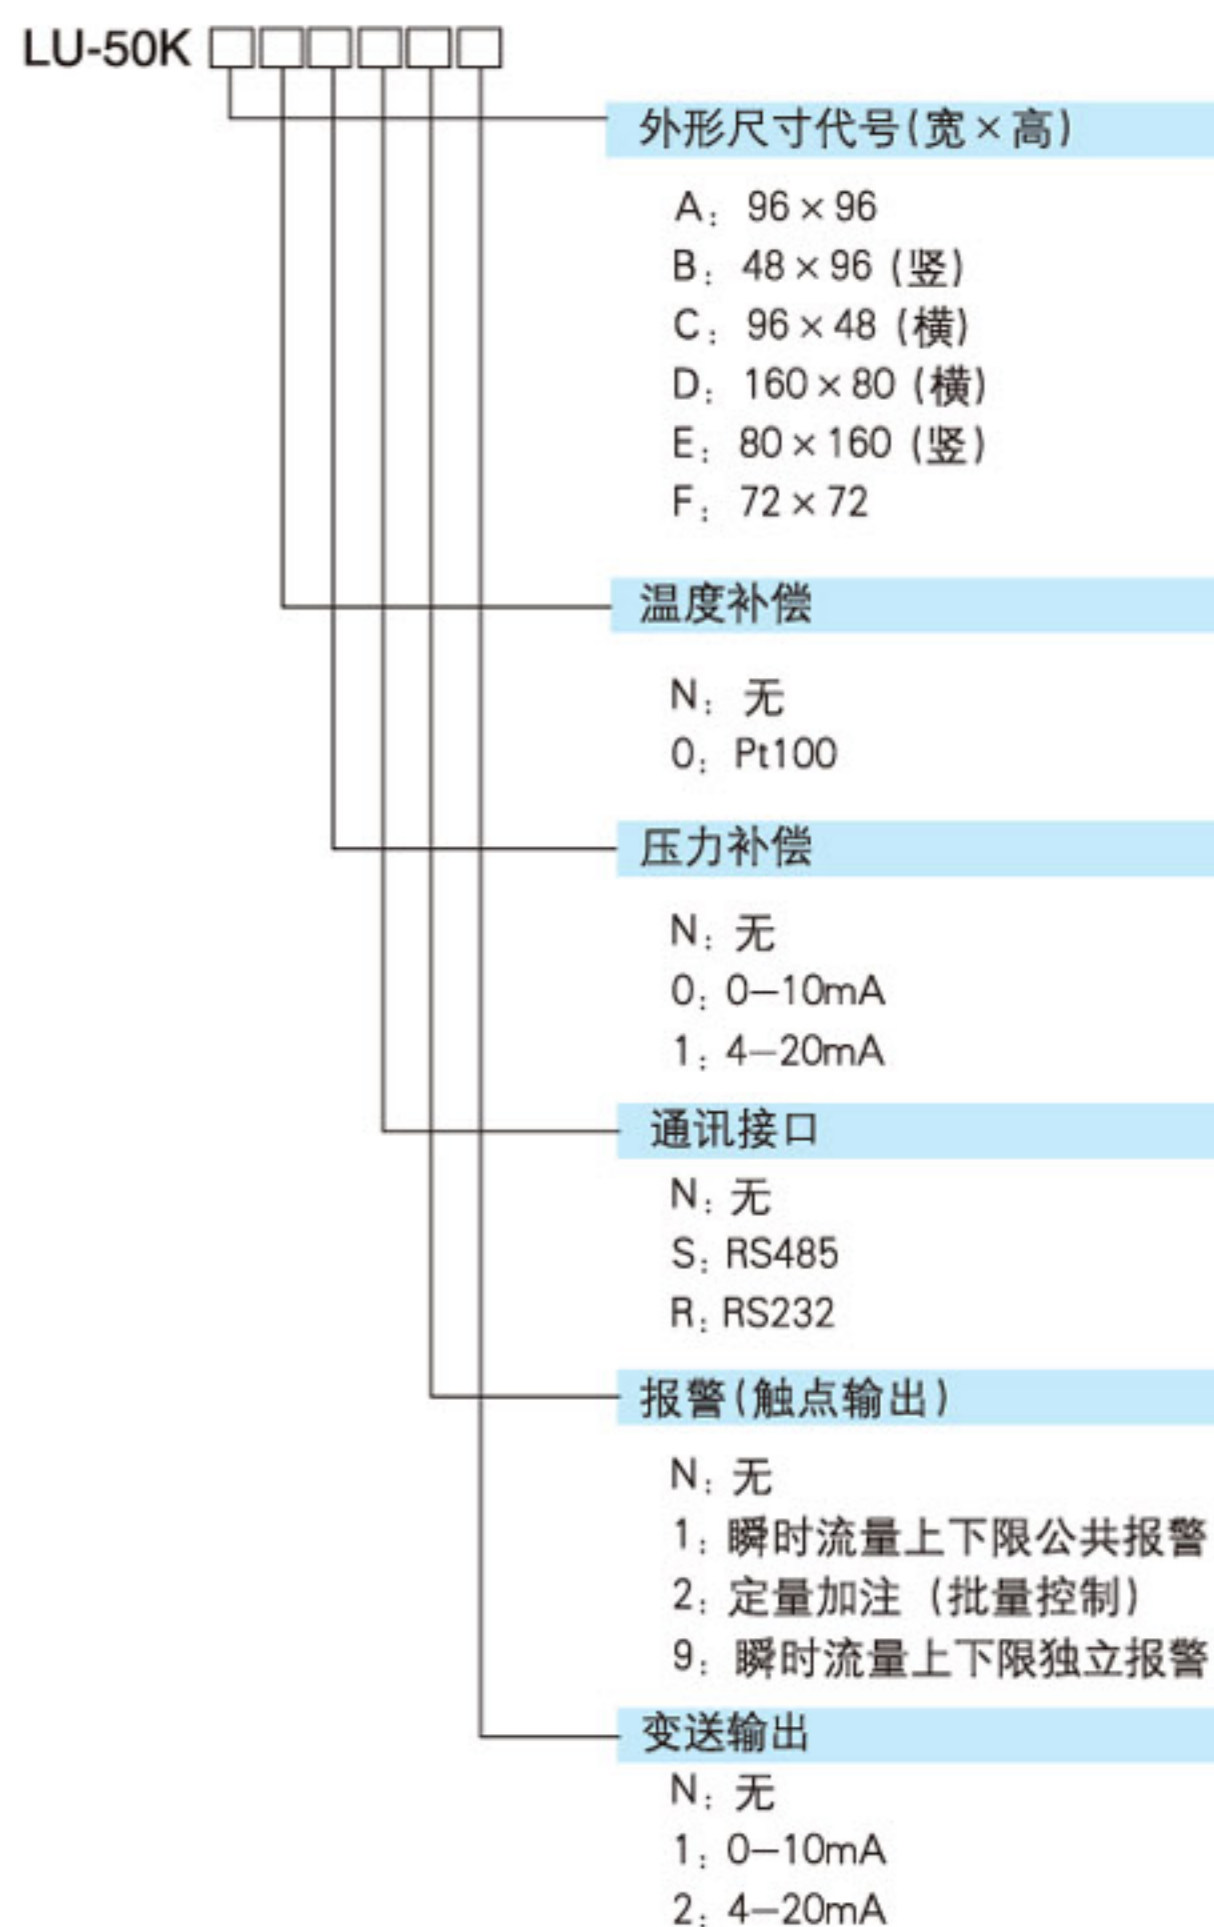 LU-50K □□□□□□
外形尺寸代号(宽×高)
A: 96×96
B: 48×96 (竖)
C: 96×48 (横)
D: 160×80 (横)
E: 80×160 (竖)
F: 72×72
温度补偿
N: 无
0: Pt100
压力补偿
N: 无
0: 0—10mA
1: 4—20mA
通讯接口
N: 无
S: RS485
R: RS232
报警(触点输出)
N: 无
1: 瞬时流量上下限公共报警
2: 定量加注 (批量控制)
9: 瞬时流量上下限独立报警
变送输出
N: 无
1: 0—10mA
2: 4—20mA